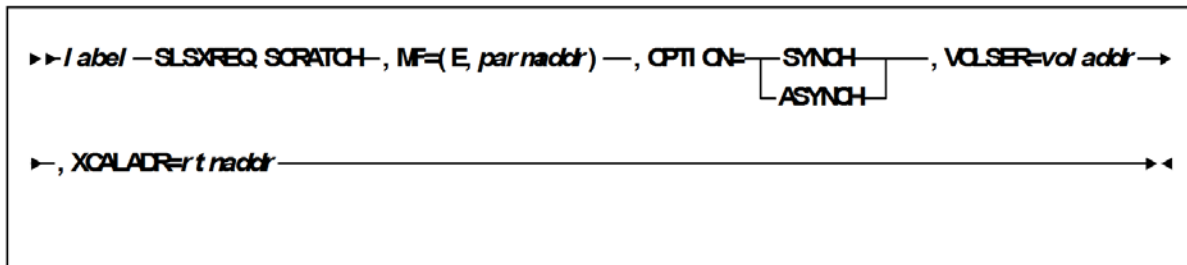 label SLSXREQ SCRATCH , MF=(E,parmaddr) , OPTION= SYNCH , VOLSER=voladdr
ASYNCH
, XCALADR=rtnaddr